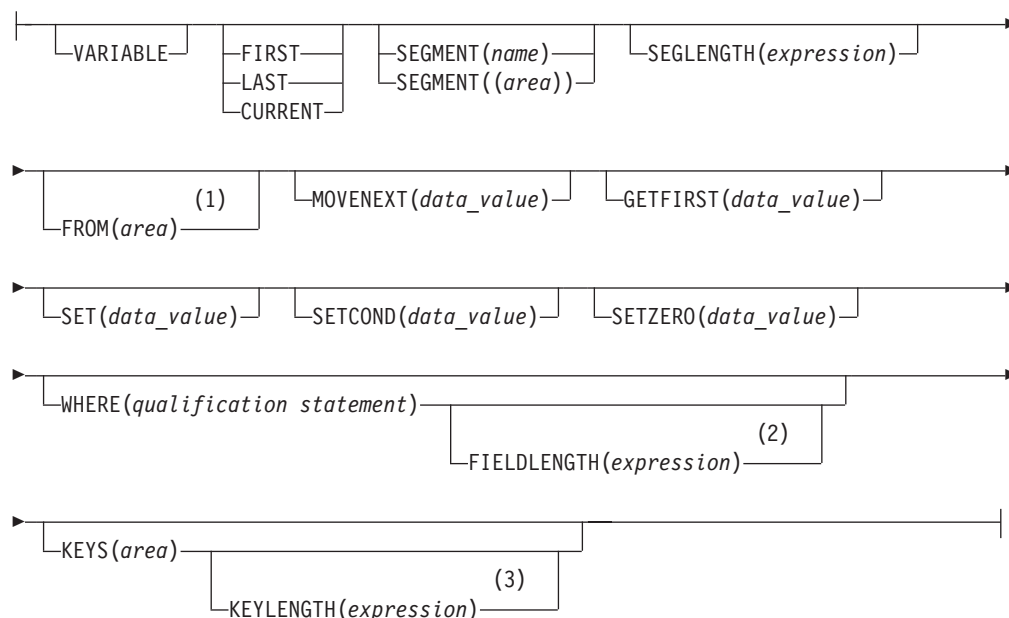 VARIABLE FIRST SEGMENT(name) SEGLENGTH(expression)
LAST SEGMENT((area))
CURRENT
(1) MOVENEXT(data_value) GETFIRST(data_value)
FROM(area)
SET(data_value) SETCOND(data_value) SETZERO(data_value)
WHERE(qualification statement)
(2)
FIELDLENGTH(expression)
KEYS(area)
(3)
KEYLENGTH(expression)